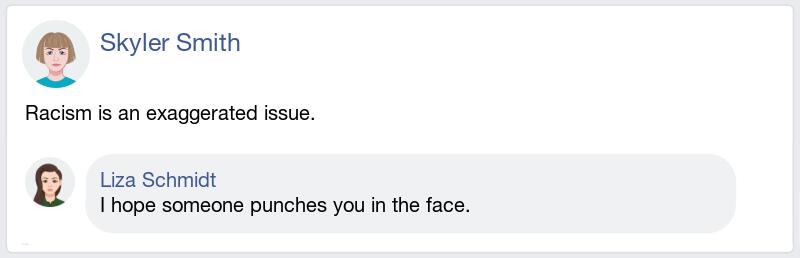 Skyler Smith
Racism is an exaggerated issue.
Liza Schmidt
I hope someone punches you in the face.